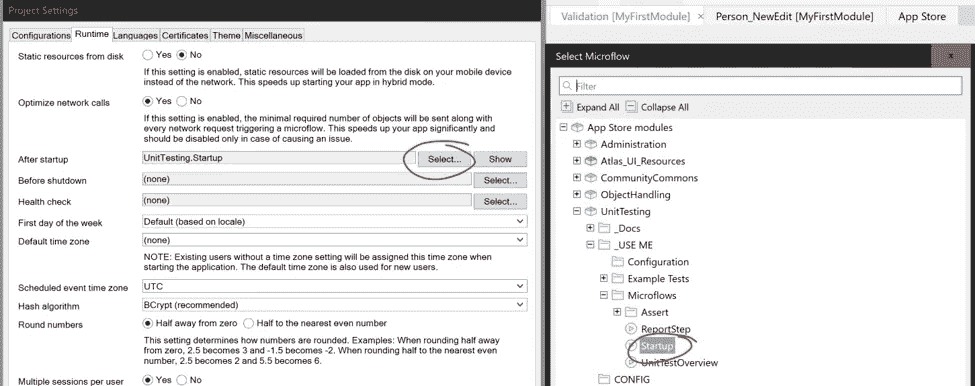 Project Settings
Configurations Runtime Languages Certificates Theme Miscellaneous
Static resources from disk Yes No
If this setting is enabled, static resources will be loaded from the disk on your mobile device
instead of the network. This speeds up starting your app in hybrid mode.
Optimize network calls Yes No
If this setting is enabled, the minimal required number of objects will be sent along with
every network request triggering a microflow. This speeds up your app significantly and
should be disabled only in case of causing an issue.
After startup UnitTesting.Startup Select... Show
Before shutdown (none) Select...
Health check (none) Select...
First day of the week Default (based on locale)
Default time zone (none)
NOTE: Existing users without a time zone setting will be assigned this time zone when
starting the application. The default time zone is also used for new users.
Scheduled event time zone UTC
Hash algorithm BCrypt (recommended)
Round numbers Half away from zero Half to the nearest even number
This setting determines how numbers are rounded. Examples: When rounding half away
from zero, 2.5 becomes 3 and -1.5 becomes -2. When rounding half to the nearest even
number, 2.5 becomes 2 and 5.5 becomes 6.
Multiple sessions per user Yes No
Validation [MyFirstModule] × Person_NewEdit [MyFirstModule] App Store
Select Microflow x
Filter
Expand All Collapse All
App Store modules
Administration
Atlas_UI_Resources
CommunityCommons
ObjectHandling
UnitTesting
_Docs
_USE ME
Configuration
Example Tests
Microflows
Assert
ReportStep
Startup
UnitTestOverview
CONFIG